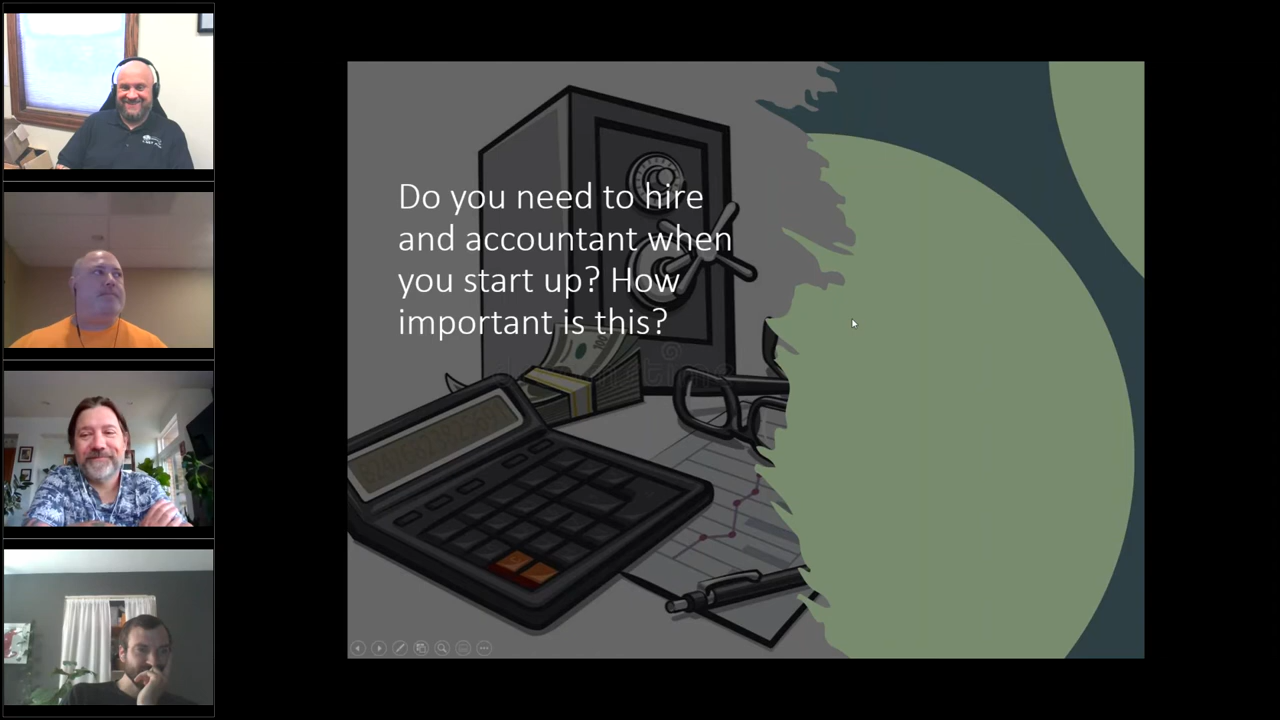 Do you need to hire
and accountant when
you start up? How
important is this?